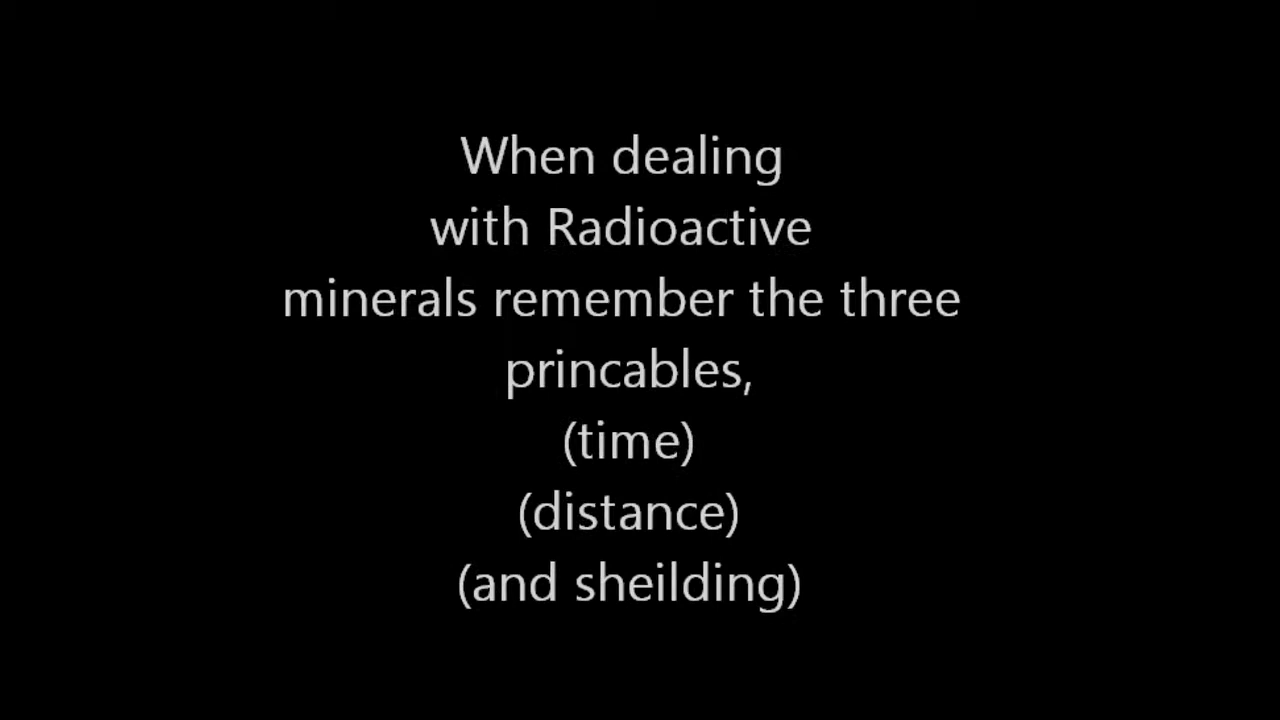 When dealing
with Radioactive
minerals remember the three
princables,
(time)
(distance)
(and sheilding)